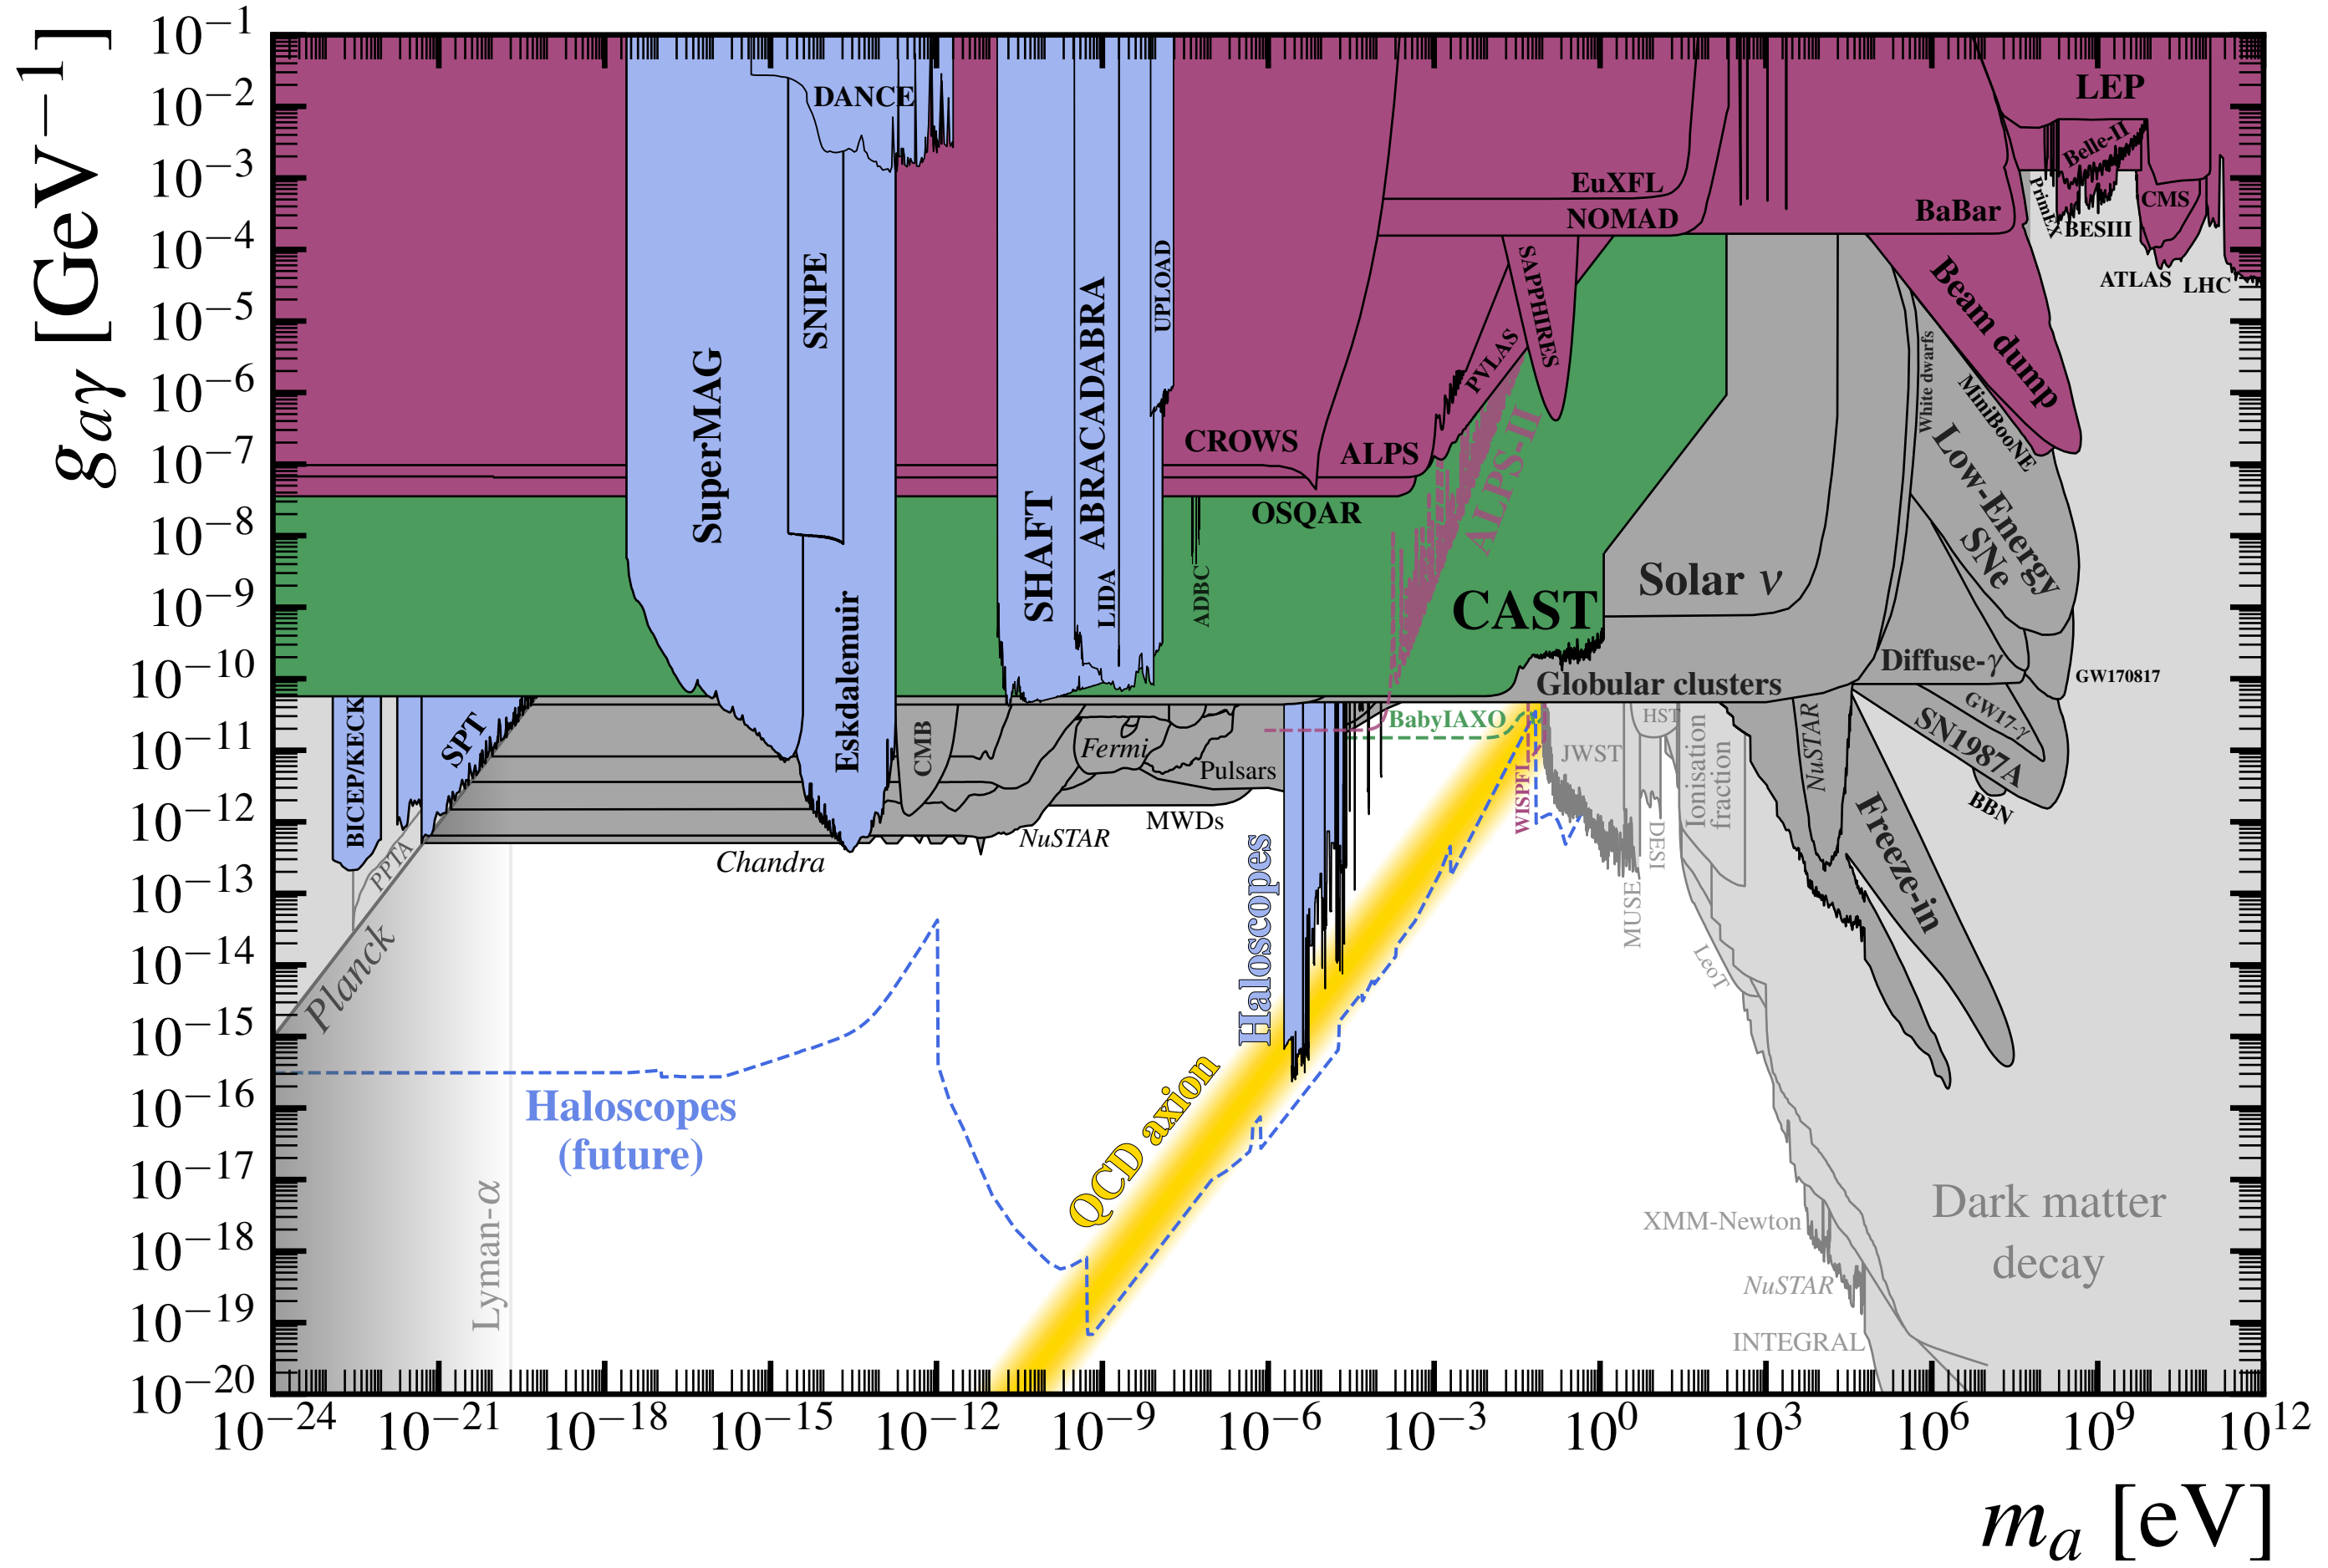 g_{aγ} [GeV^{−1}]
10^{−1}
10^{−2}
10^{−3}
10^{−4}
10^{−5}
10^{−6}
10^{−7}
10^{−8}
10^{−9}
10^{−10}
10^{−11}
10^{−12}
10^{−13}
10^{−14}
10^{−15}
10^{−16}
10^{−17}
10^{−18}
10^{−19}
10^{−20}
DANCE
LEP
Belle-II
EuXFL
NOMAD
BaBar
PrimEx
BESIII
CMS
ATLAS
LHC
SuperMAG
SNIPE
Eskdalemuir
SHAFT
ABRACADABRA
LIDA
UPLOAD
ADBC
CROWS
ALPS
OSQAR
PVLAS
SAPPHIRES
ALPS-II
CAST
Solar ν
White dwarfs
Beam dump
MiniBooNE
Low-Energy
SNe
Diffuse-γ
GW170817
Globular clusters
GW17-γ
SN1987A
BBN
BICEP/KECK
SPT
PPTA
Planck
CMB
Fermi
Pulsars
MWDs
NuSTAR
Chandra
BabyIAXO
WISPFI
JWST
HST
MUSE
DESI
Ionisation
fraction
LeoT
NuSTAR
Freeze-in
Haloscopes
QCD axion
Haloscopes
(future)
Lyman-α
XMM-Newton
NuSTAR
INTEGRAL
Dark matter
decay
10^{−24}
10^{−21}
10^{−18}
10^{−15}
10^{−12}
10^{−9}
10^{−6}
10^{−3}
10^{0}
10^{3}
10^{6}
10^{9}
10^{12}
m_a [eV]